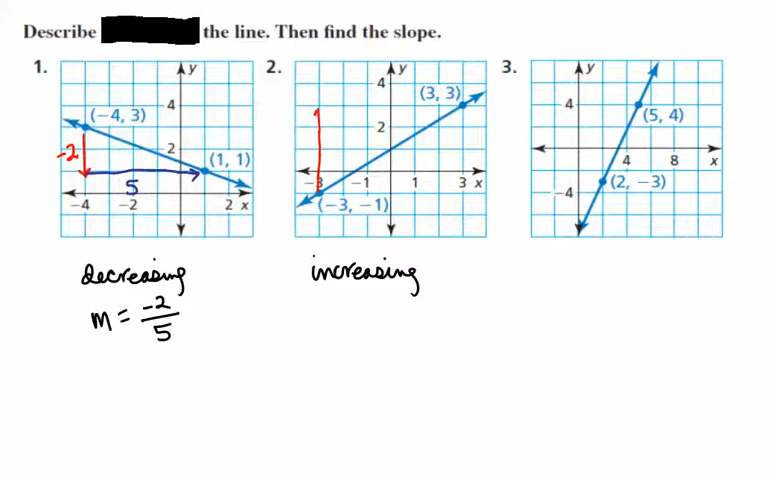 Describe the line. Then find the slope.
1.
y
4
2
(−4, 3)
(1, 1)
-2
5
−4
−2
2 x
2.
y
4
2
(3, 3)
−3
−1
1
3 x
(−3, −1)
3.
y
4
(5, 4)
4
8
x
−4
(2, −3)
decreasing
increasing
m = -2
5